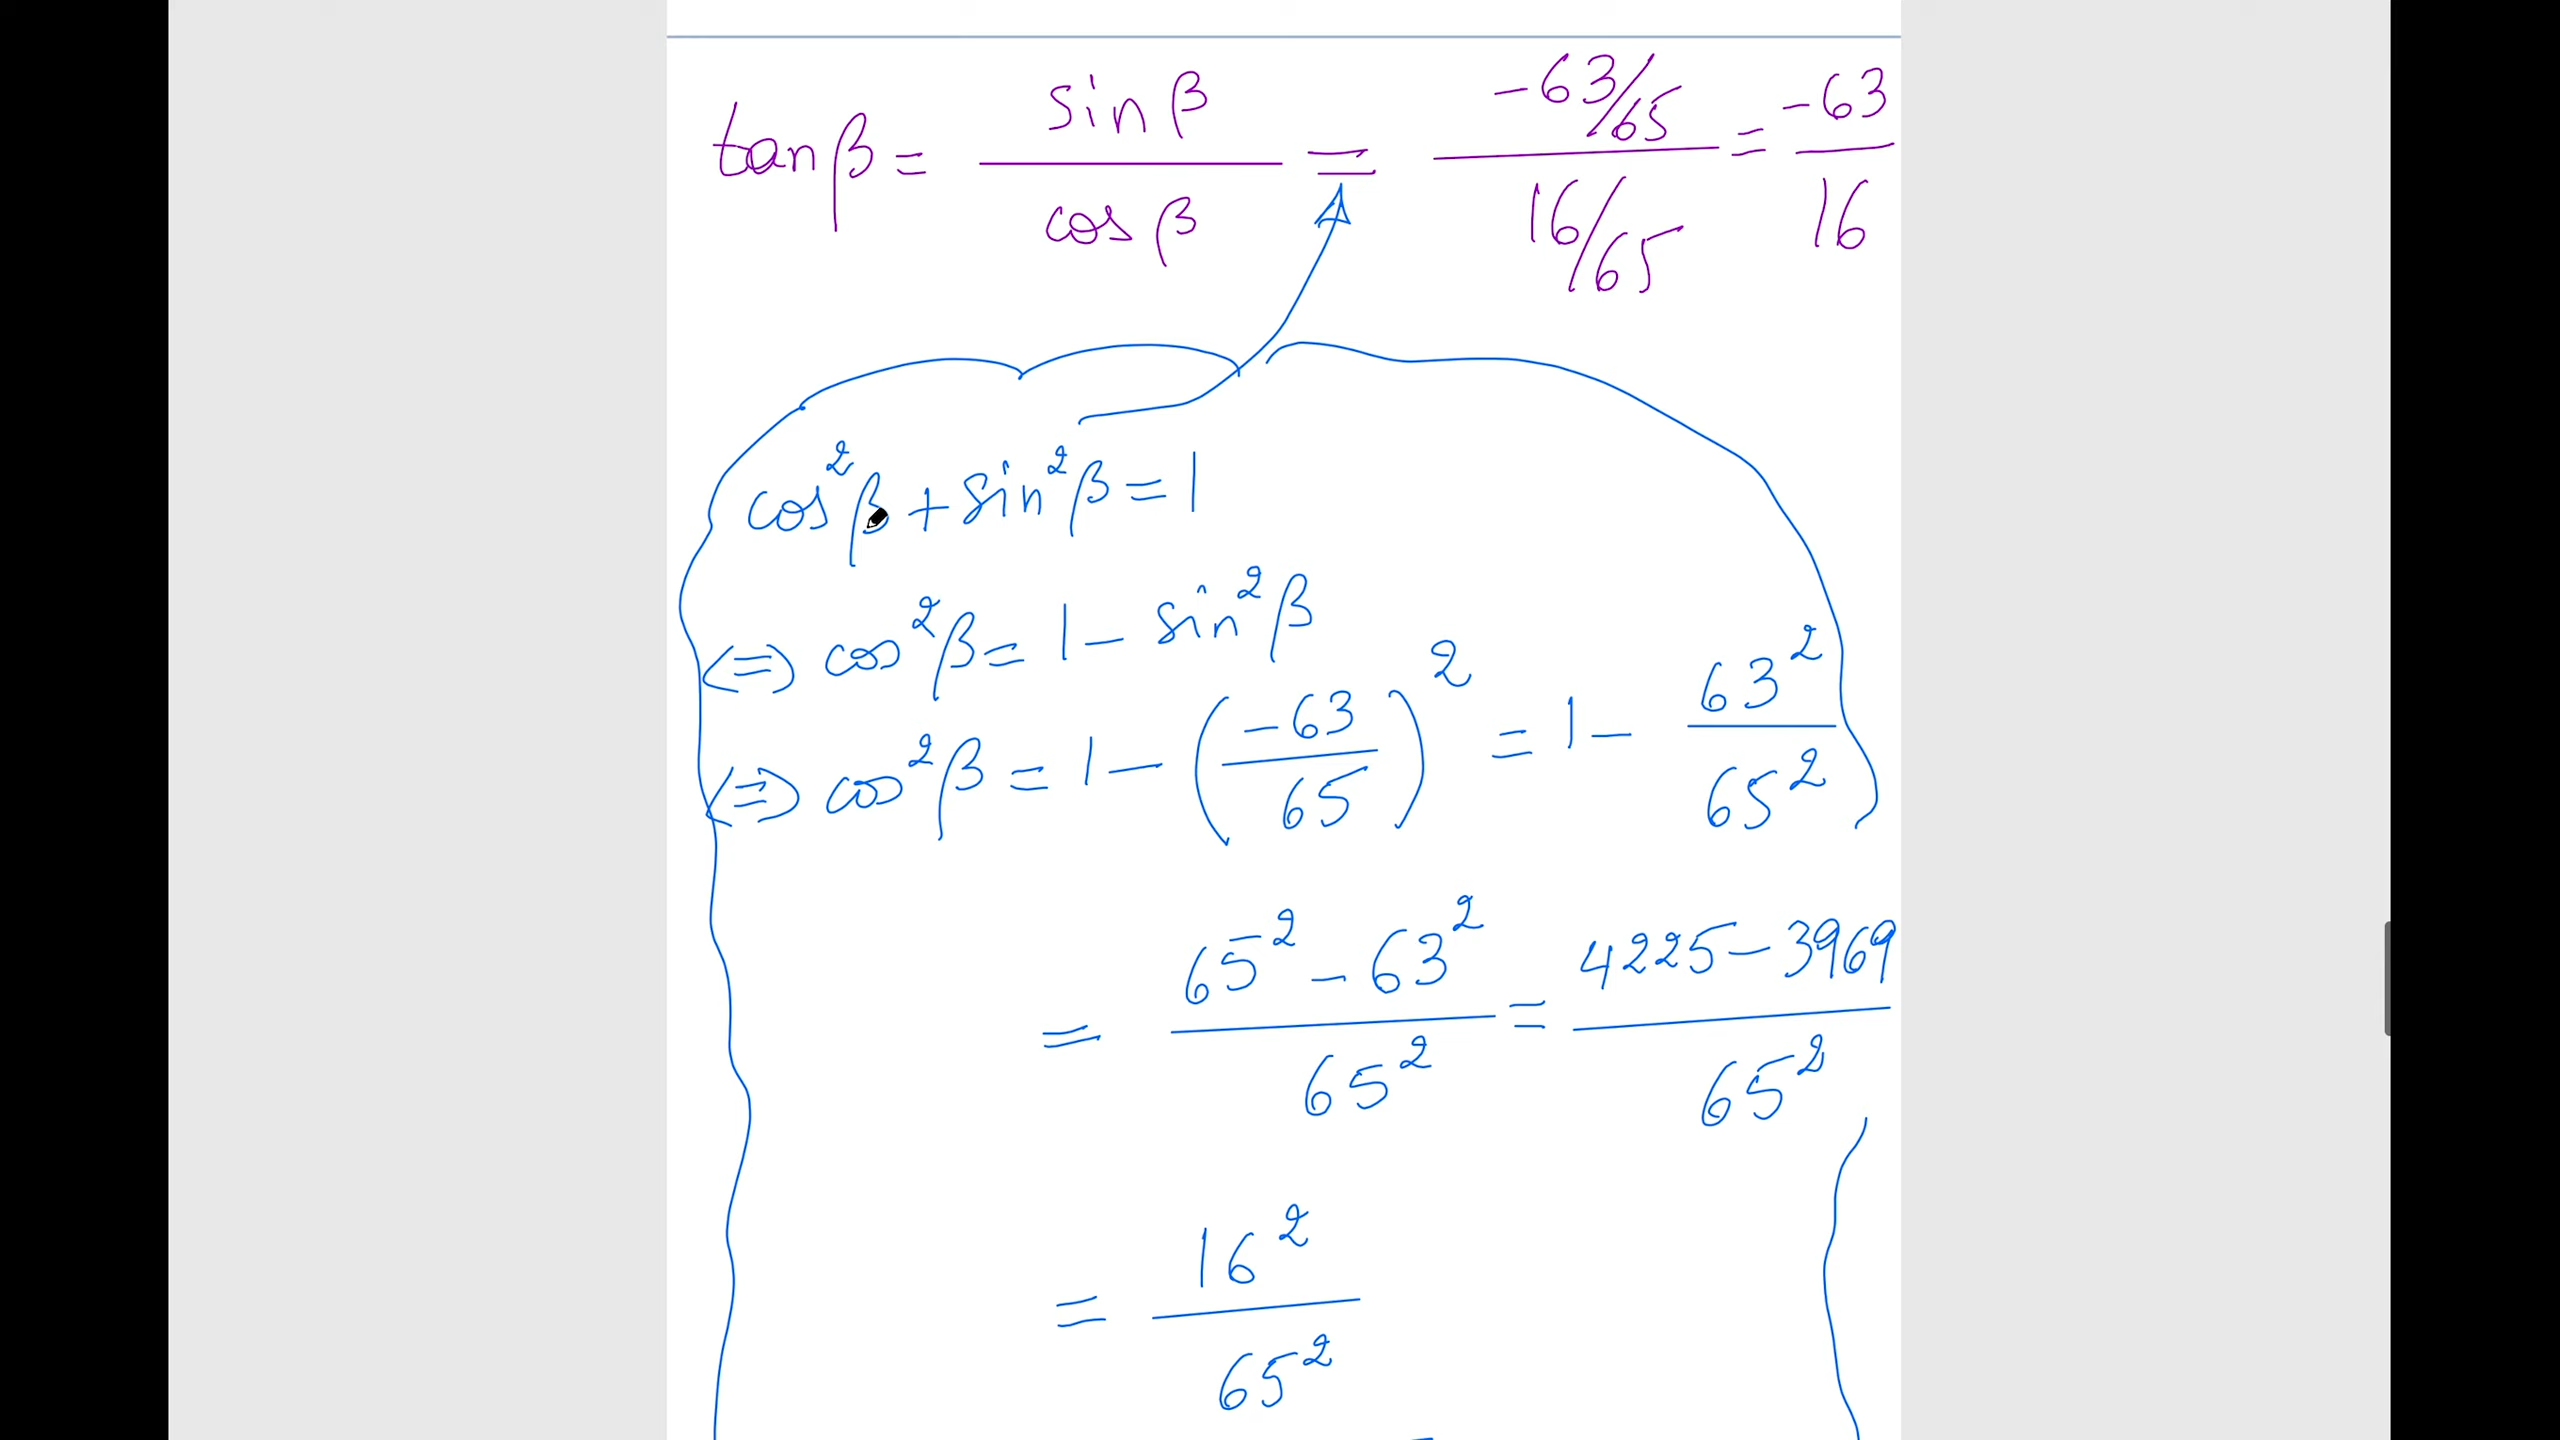 tanβ = sinβ / cosβ = (-63/65) / (16/65) = -63/16
cos²β + sin²β = 1
⇔ cos²β = 1 - sin²β
⇔ cos²β = 1 - (-63/65)² = 1 - 63²/65²
= (65² - 63²)/65² = (4225 - 3969)/65²
= 16²/65²